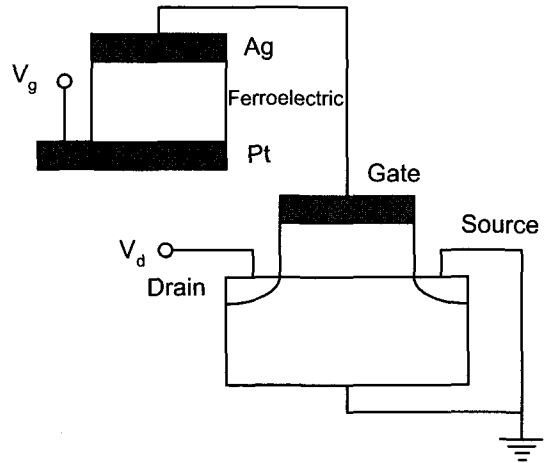 Ag
Vg
Ferroelectric
Pt
Gate
Source
Vd
Drain